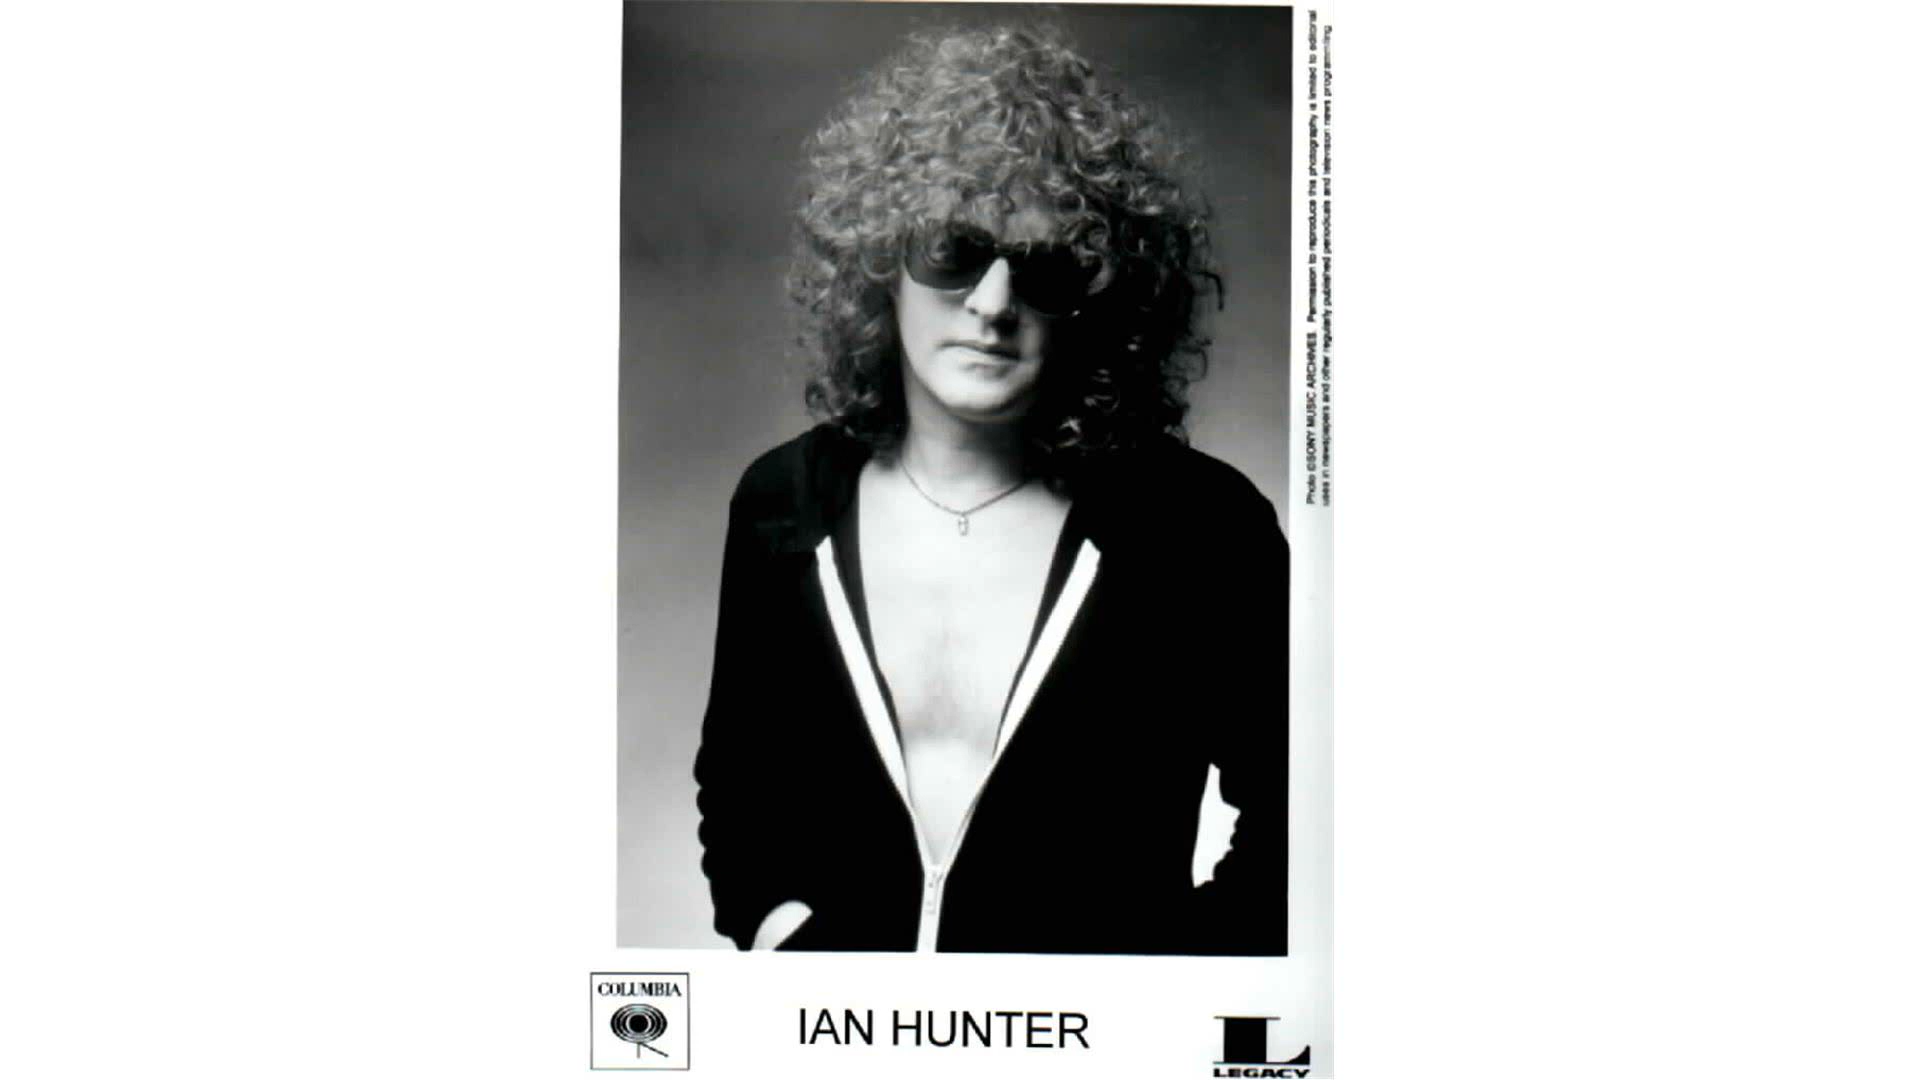 Photo ©SONY MUSIC ARCHIVES. Permission to reproduce this photography is limited to editorial
uses in newspapers and other regularly published periodicals and television news programming
COLUMBIA
IAN HUNTER
L
LEGACY